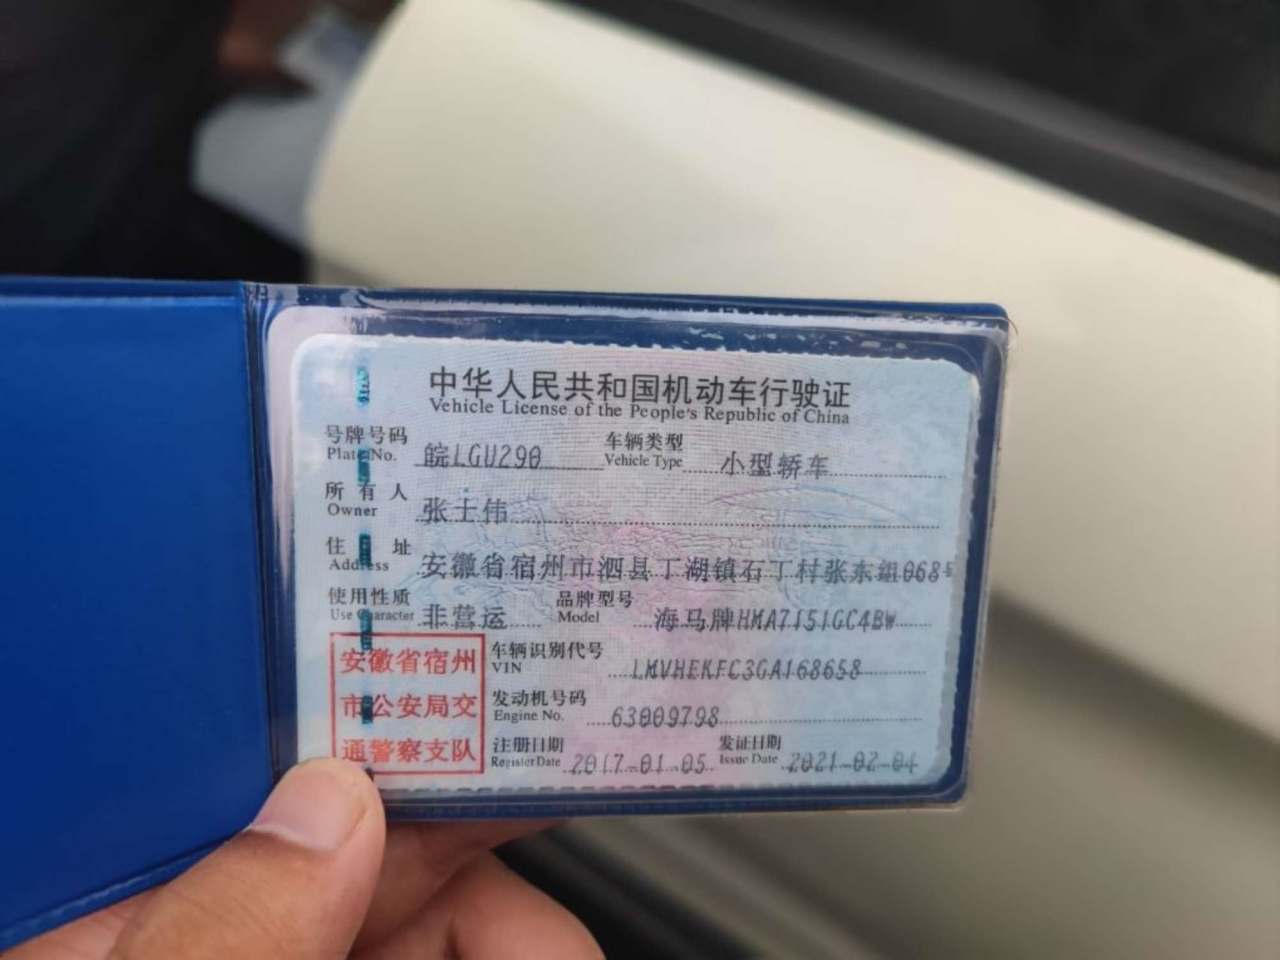 中华人民共和国机动车行驶证
Vehicle License of the People's Republic of China
号牌号码 皖LGU290 车辆类型 小型轿车
Plate No. Vehicle Type
所有人 张士伟
Owner
住址 安徽省宿州市泗县丁湖镇石丁村张东组068号
Address
使用性质 非营运 品牌型号 海马牌HMA7151GC4BW
Use Character Model
车辆识别代号 LMVHEKFC3GA168658
VIN
发动机号码 63009798
Engine No.
注册日期 2017-01-05 发证日期 2021-02-04
Register Date Issue Date
安徽省宿州
市公安局交
通警察支队